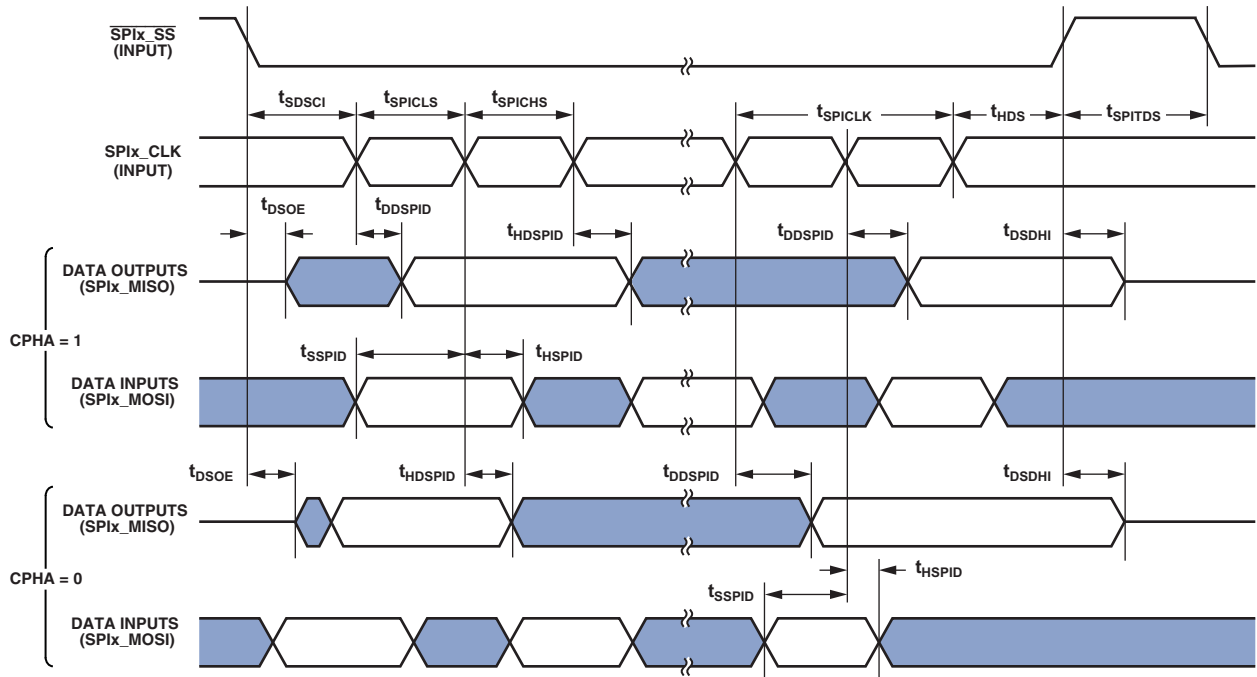 SPIx_SS
(INPUT)
tSDSCI
tSPICLS
tSPICHS
tSPICLK
tHDS
tSPITDS
SPIx_CLK
(INPUT)
tDSOE
tDDSPID
tHDSPID
tDDSPID
tDSDHI
DATA OUTPUTS
(SPIx_MISO)
CPHA = 1
tSSPID
tHSPID
DATA INPUTS
(SPIx_MOSI)
tDSOE
tHDSPID
tDDSPID
tDSDHI
DATA OUTPUTS
(SPIx_MISO)
CPHA = 0
tSSPID
tHSPID
DATA INPUTS
(SPIx_MOSI)